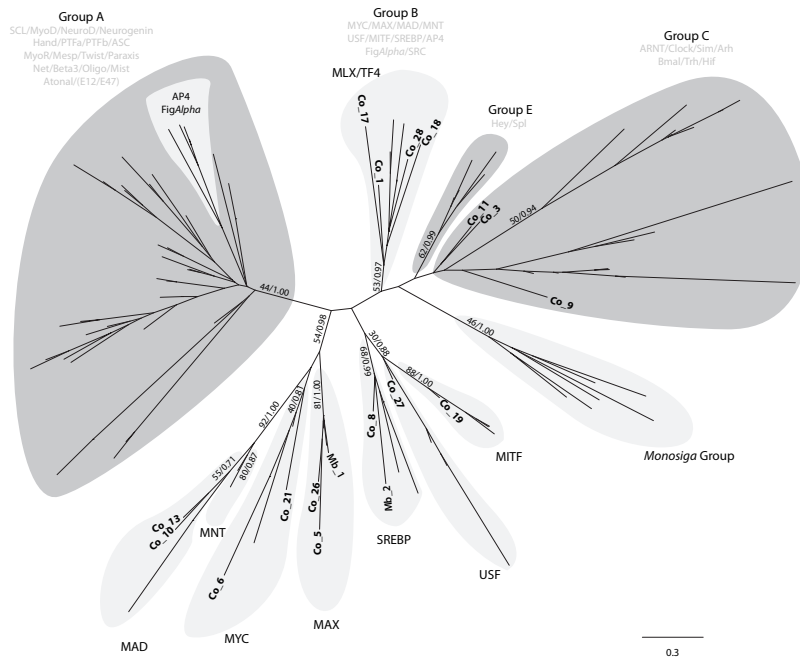 Group A
SCL/MyoD/NeuroD/Neurogenin
Hand/PTFa/PTFb/ASC
MyoR/Mesp/Twist/Paraxis
Net/Beta3/Oligo/Mist
Atonal/(E12/E47)
Group B
MYC/MAX/MAD/MNT
USF/MITF/SREBP/AP4
FigAlpha/SRC
Group C
ARNT/Clock/Sim/Arh
Bmal/Trh/Hif
MLX/TF4
Group E
Hey/Spl
AP4
FigAlpha
Co_17
Co_1
Co_28
Co_18
Co_11
Co_3
50/0.94
62/0.99
53/0.97
44/1.00
Co_9
54/0.98
30/0.88
68/0.99
46/1.00
88/1.00
Co_27
Co_19
Co_8
81/1.00
40/0.81
92/1.00
MITF
Monosiga Group
55/0.71
80/0.87
Mb_1
Co_26
Mb_2
Co_21
Co_13
Co_10
MNT
Co_5
SREBP
USF
Co_6
MAD
MYC
MAX
0.3